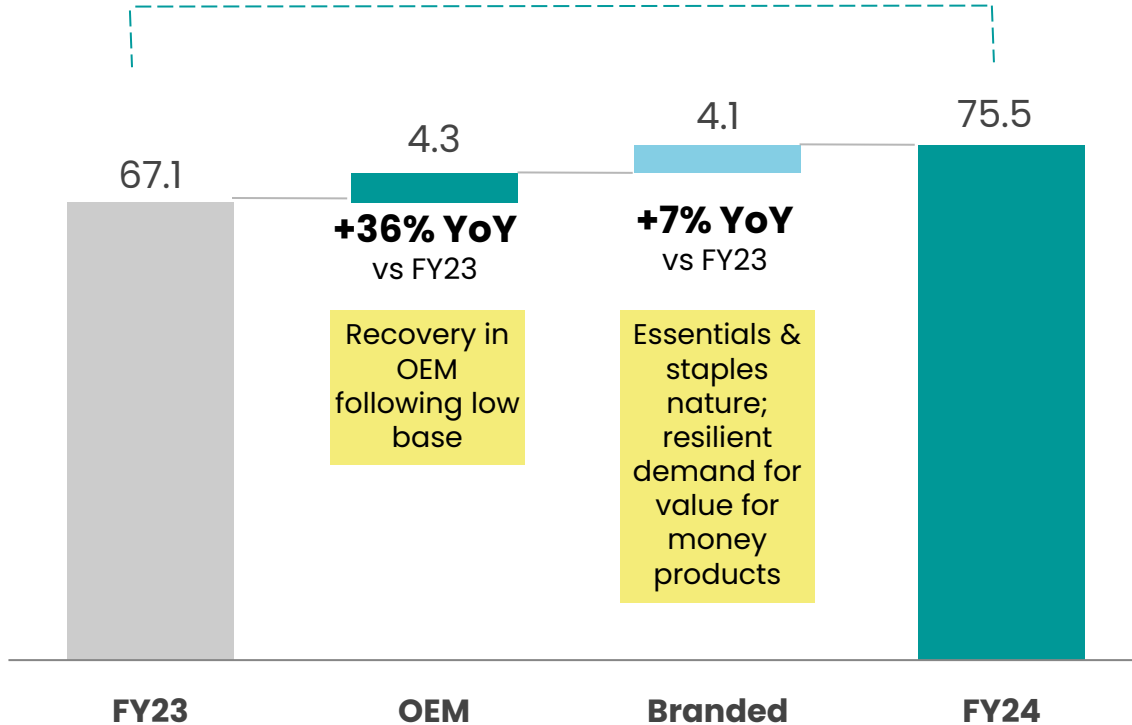 67.1
4.3
4.1
75.5
+36% YoY
vs FY23
+7% YoY
vs FY23
Recovery in
OEM
following low
base
Essentials &
staples
nature;
resilient
demand for
value for
money
products
FY23
OEM
Branded
FY24